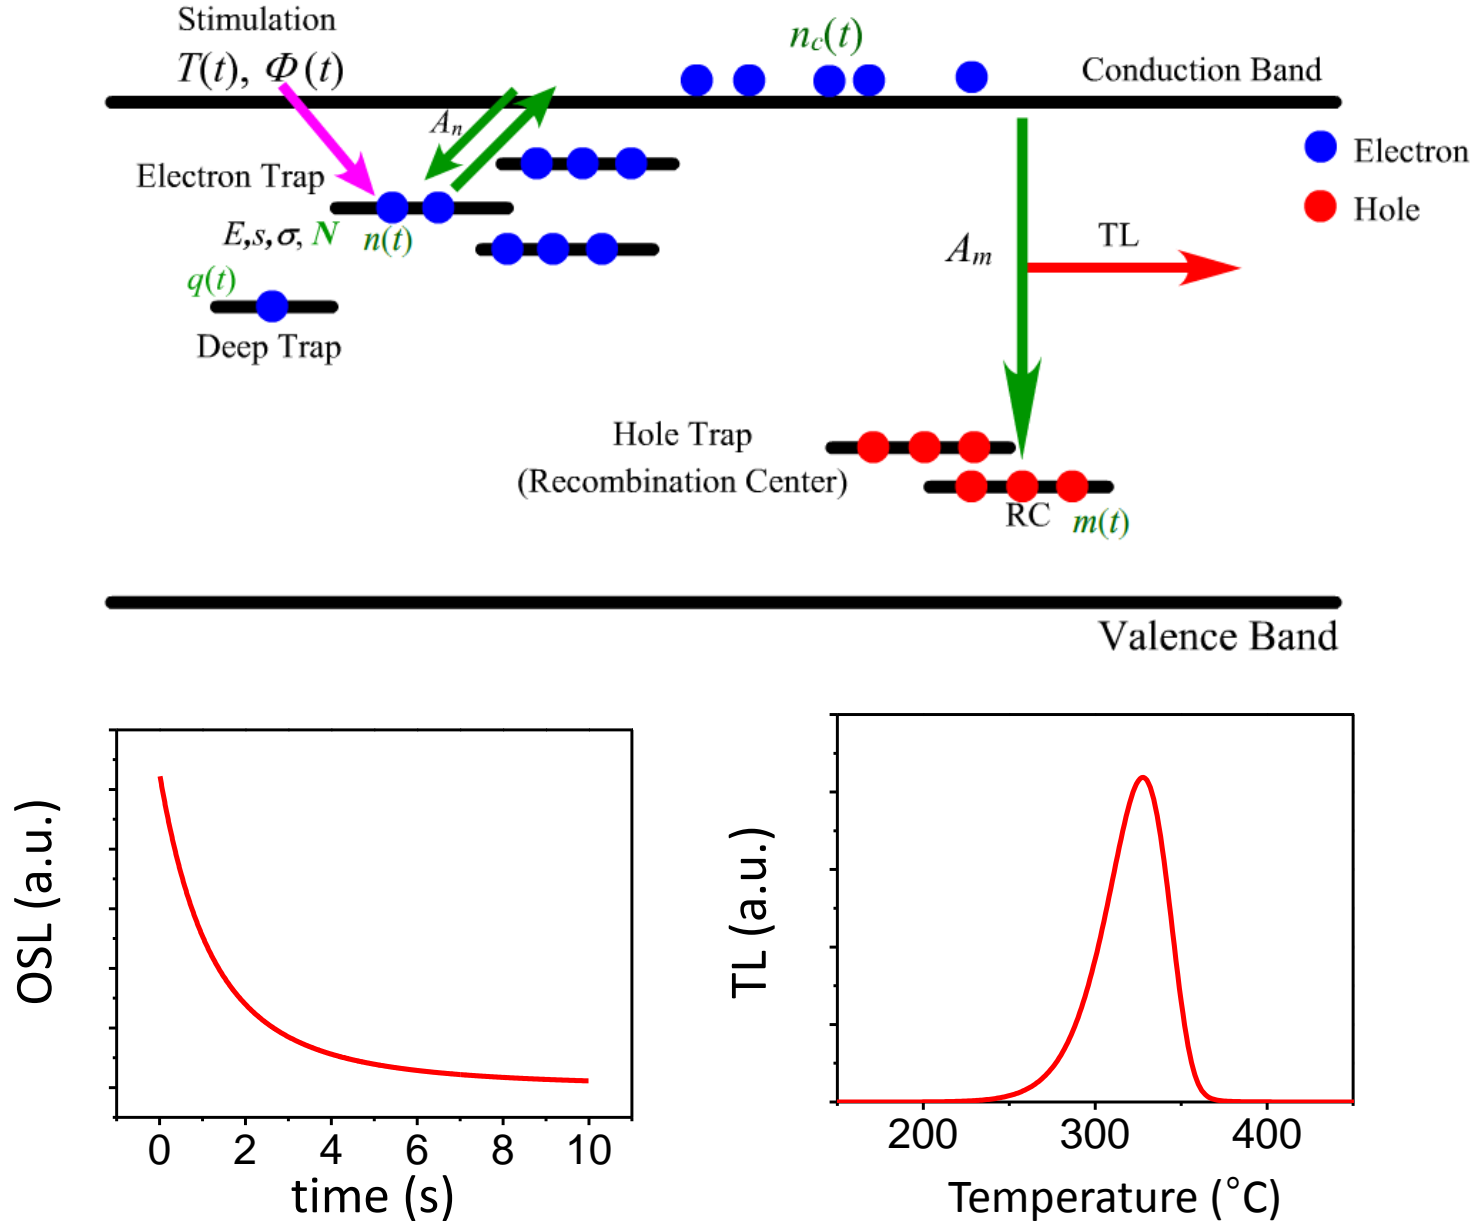 Stimulation
T(t), Φ(t)
n_c(t)
Conduction Band
A_n
Electron
Electron Trap
Hole
E,s,σ, N n(t)
TL
A_m
q(t)
Deep Trap
Hole Trap
(Recombination Center)
RC
m(t)
Valence Band
OSL (a.u.)
0 2 4 6 8 10
time (s)
TL (a.u.)
200 300 400
Temperature (°C)